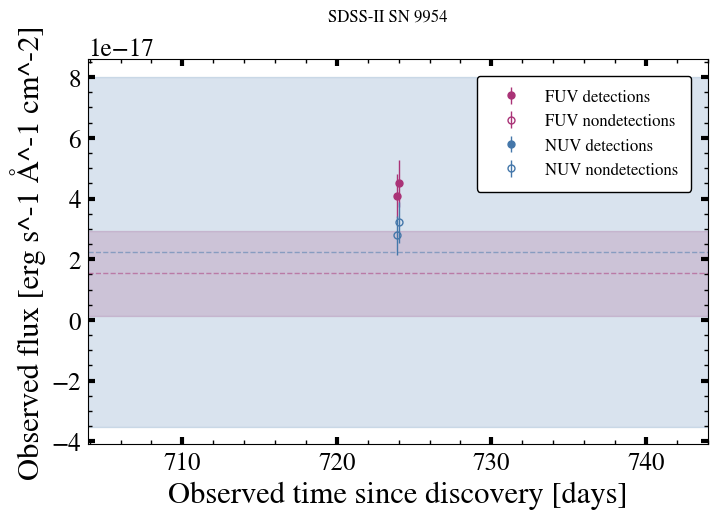 SDSS-II SN 9954
1e−17
8
6
4
2
0
−2
−4
710
720
730
740
Observed flux [erg s^-1 Å^-1 cm^-2]
Observed time since discovery [days]
FUV detections
FUV nondetections
NUV detections
NUV nondetections